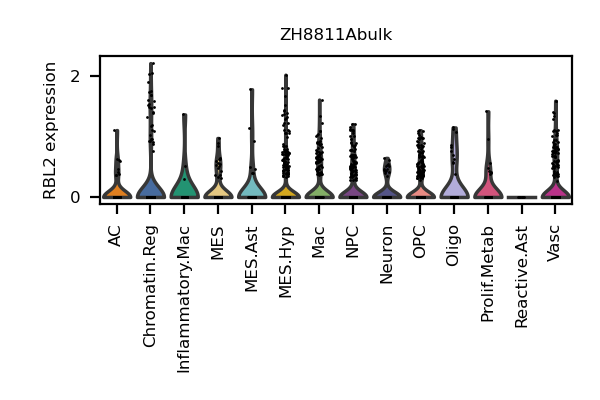 ZH8811Abulk
RBL2 expression
2
0
AC
Chromatin.Reg
Inflammatory.Mac
MES
MES.Ast
MES.Hyp
Mac
NPC
Neuron
OPC
Oligo
Prolif.Metab
Reactive.Ast
Vasc